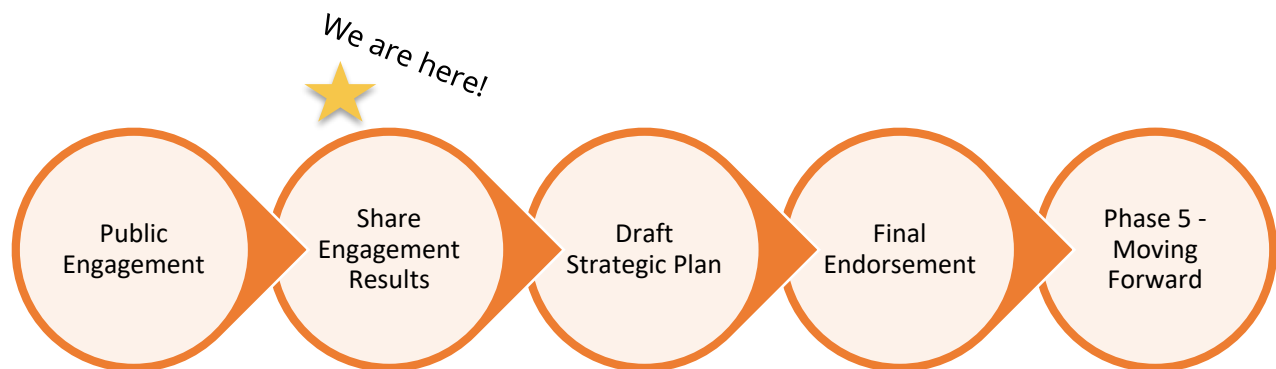 We are here!
Public
Engagement
Share
Engagement
Results
Draft
Strategic Plan
Final
Endorsement
Phase 5 -
Moving
Forward